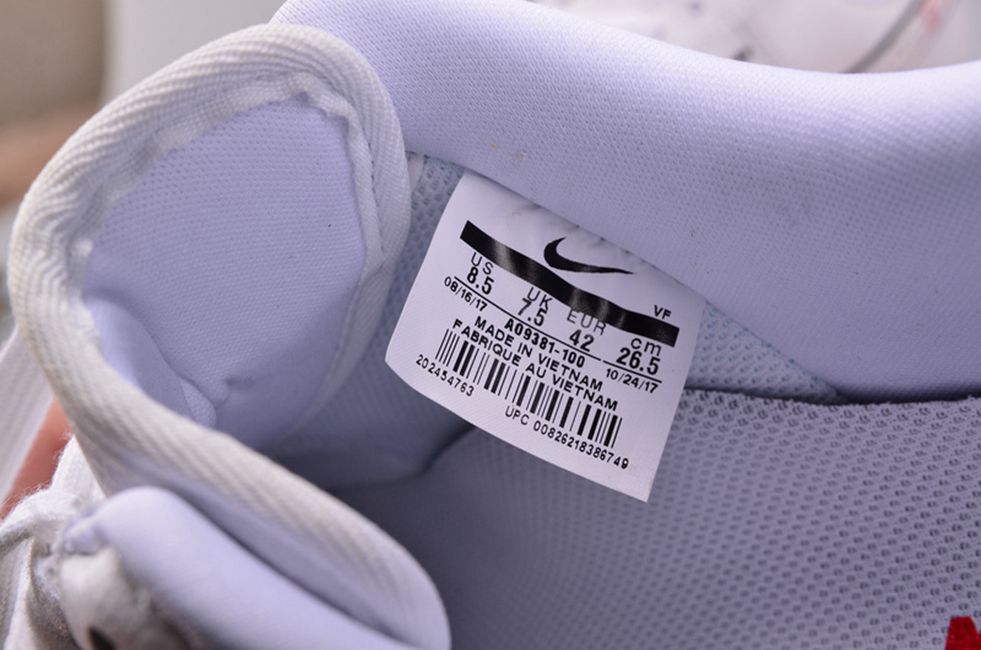 VF
US UK EUR cm
8.5 7.5 42 26.5
08/16/17 10/24/17
A09381-100
MADE IN VIETNAM
FABRIQUE AU VIETNAM
202454763
UPC 00826218386749